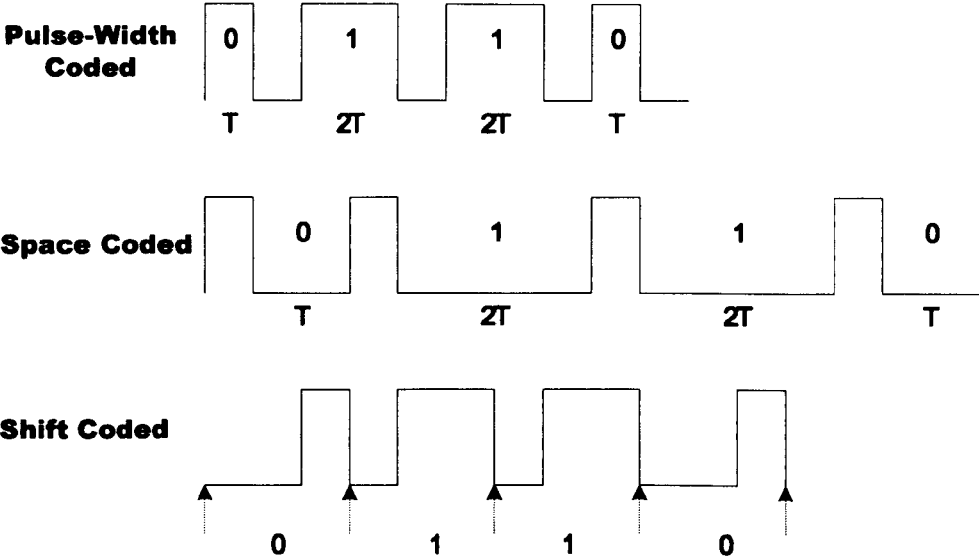 Pulse-Width
Coded
0 1 1 0
T 2T 2T T
Space Coded
0 1 1 0
T 2T 2T T
Shift Coded
0 1 1 0